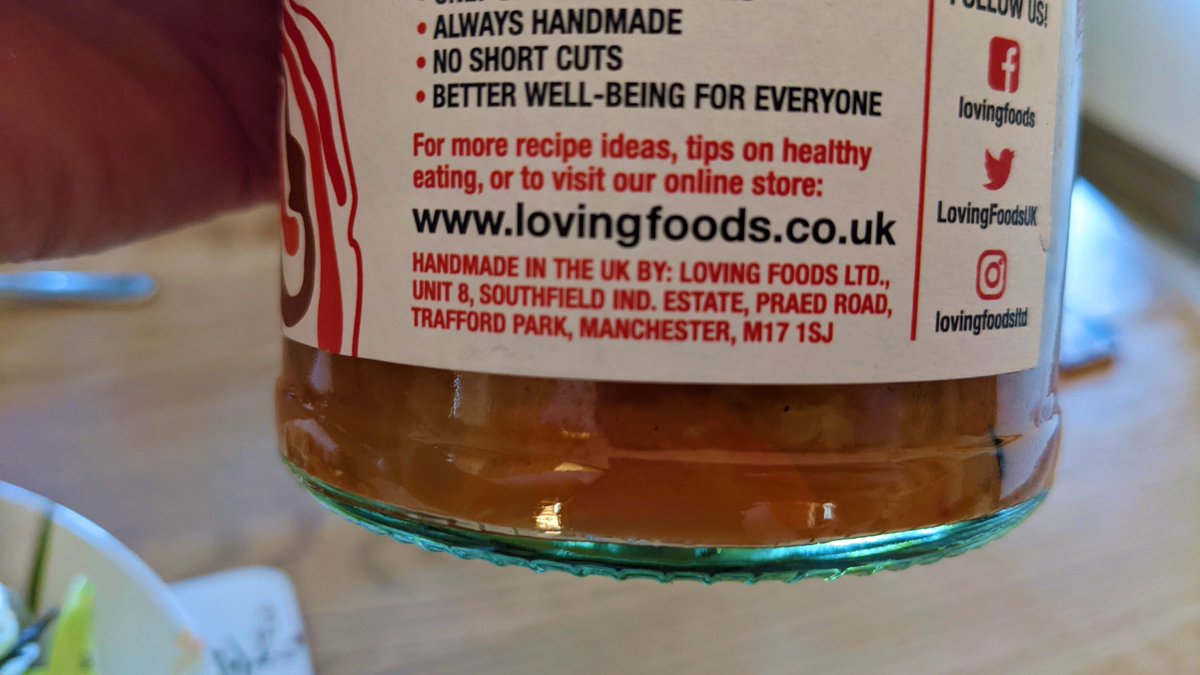 • ALWAYS HANDMADE
• NO SHORT CUTS
• BETTER WELL-BEING FOR EVERYONE
For more recipe ideas, tips on healthy
eating, or to visit our online store:
www.lovingfoods.co.uk
HANDMADE IN THE UK BY: LOVING FOODS LTD.,
UNIT 8, SOUTHFIELD IND. ESTATE, PRAED ROAD,
TRAFFORD PARK, MANCHESTER, M17 1SJ
FOLLOW US!
lovingfoods
LovingFoodsUK
lovingfoodsltd